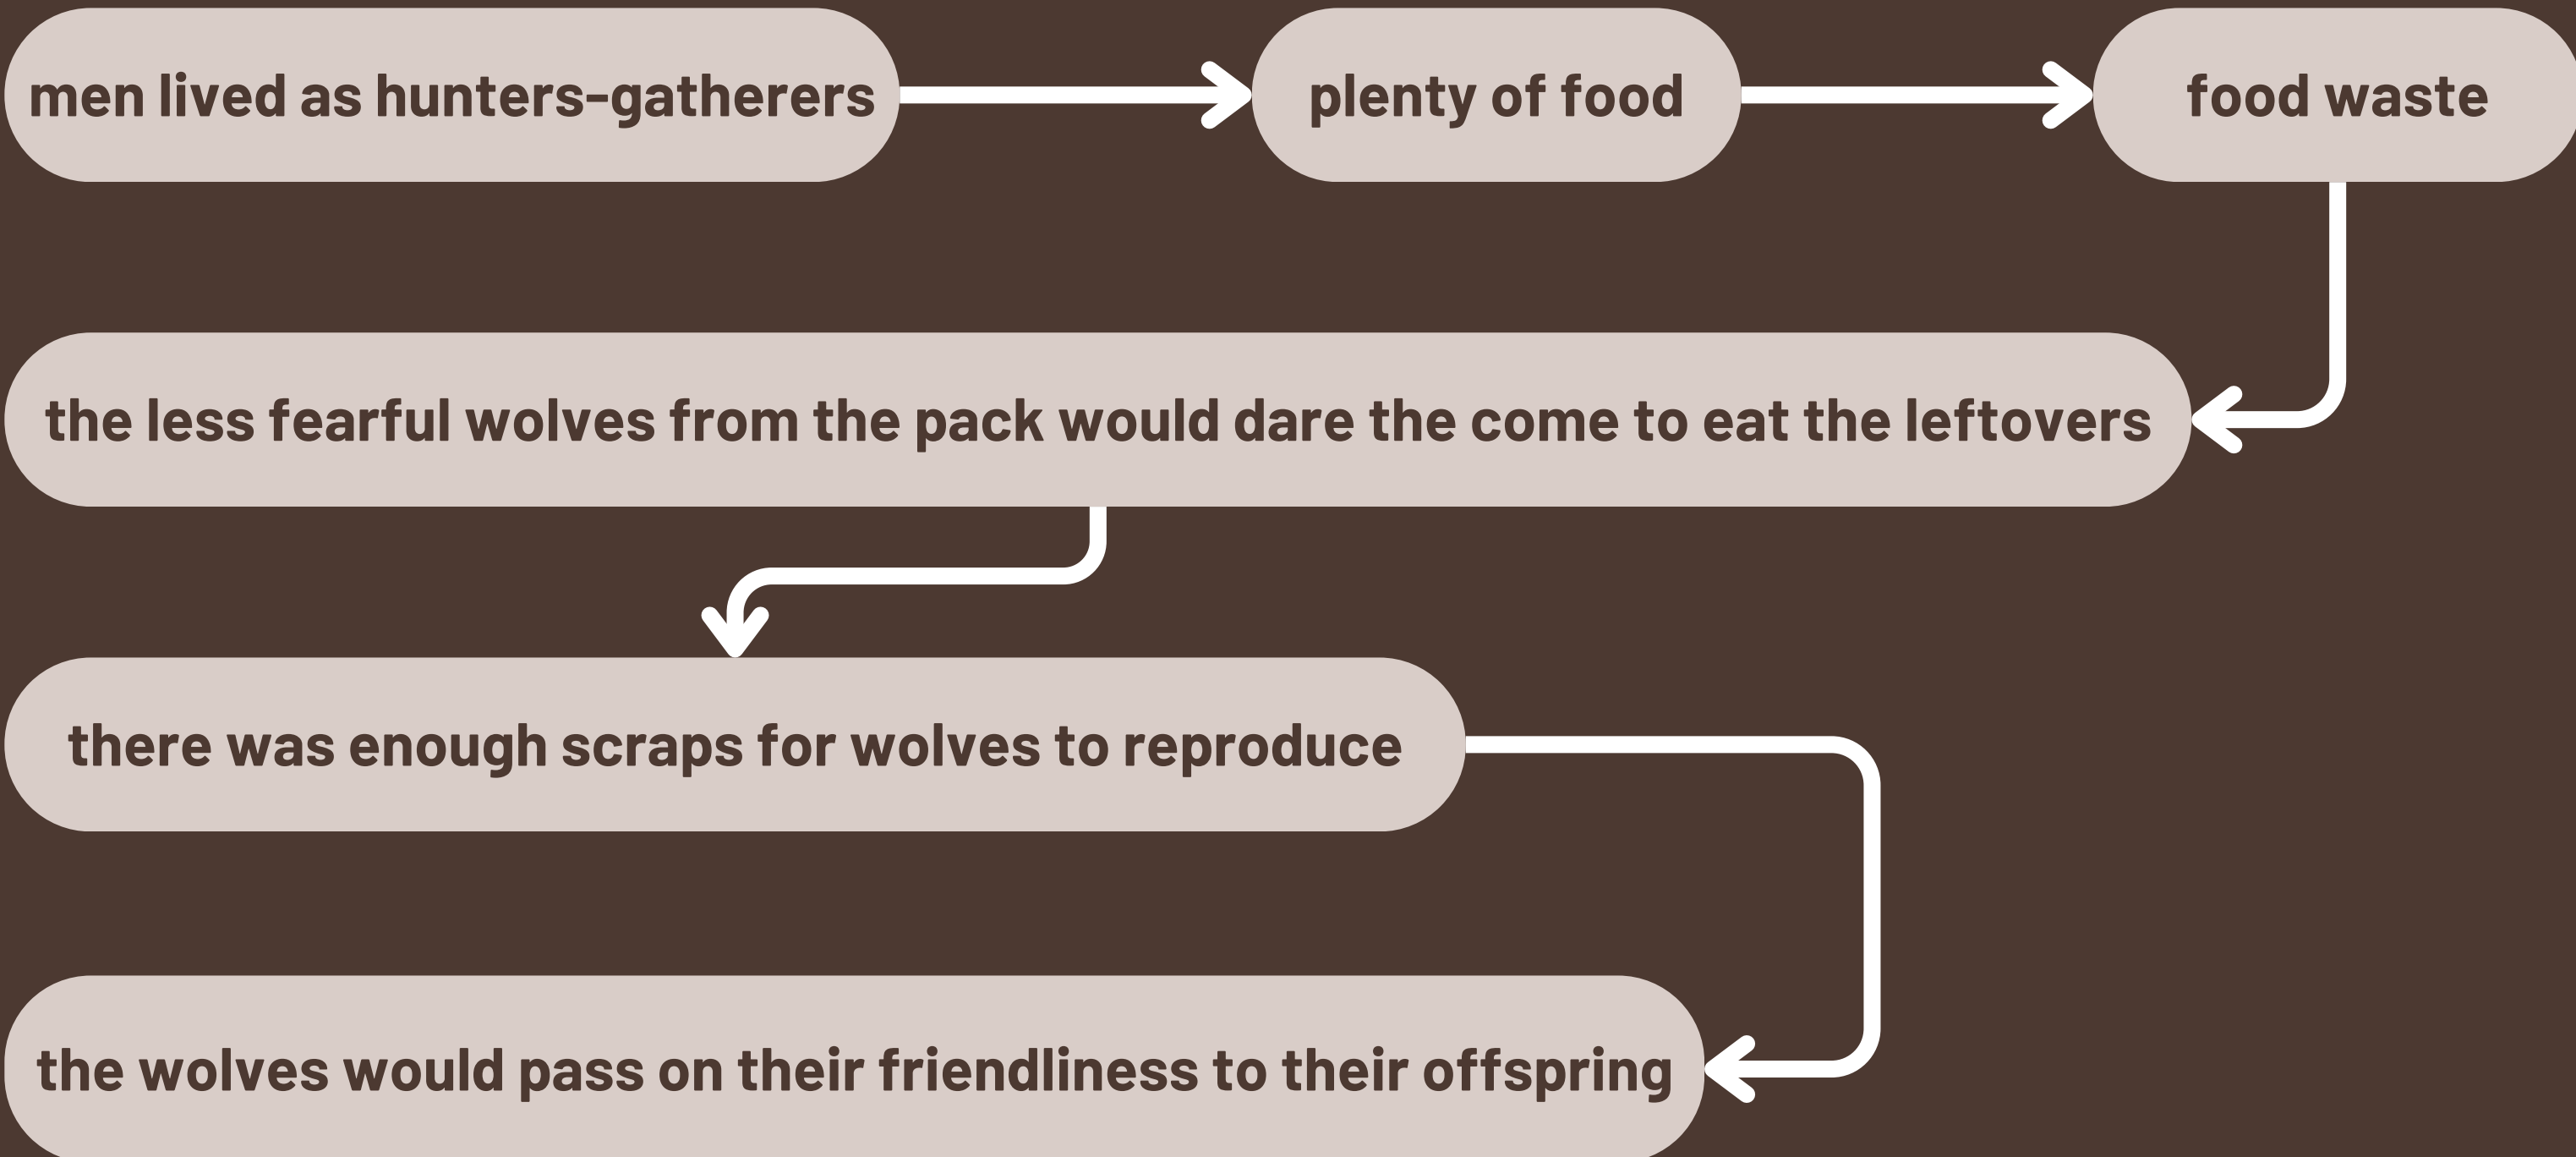 men lived as hunters-gatherers
plenty of food
food waste
the less fearful wolves from the pack would dare the come to eat the leftovers
there was enough scraps for wolves to reproduce
the wolves would pass on their friendliness to their offspring